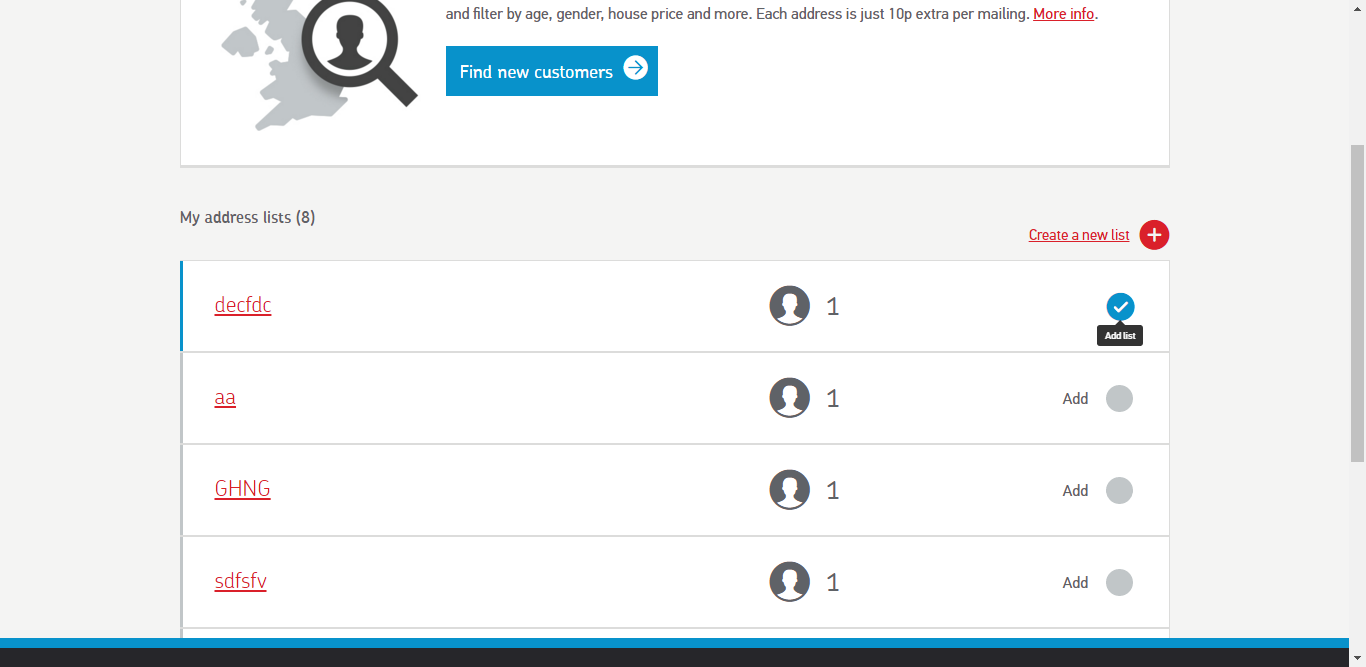 and filter by age, gender, house price and more. Each address is just 10p extra per mailing. More info.
Find new customers
My address lists (8)
Create a new list
decfdc
1
Add list
aa
1
Add
GHNG
1
Add
sdfsfv
1
Add